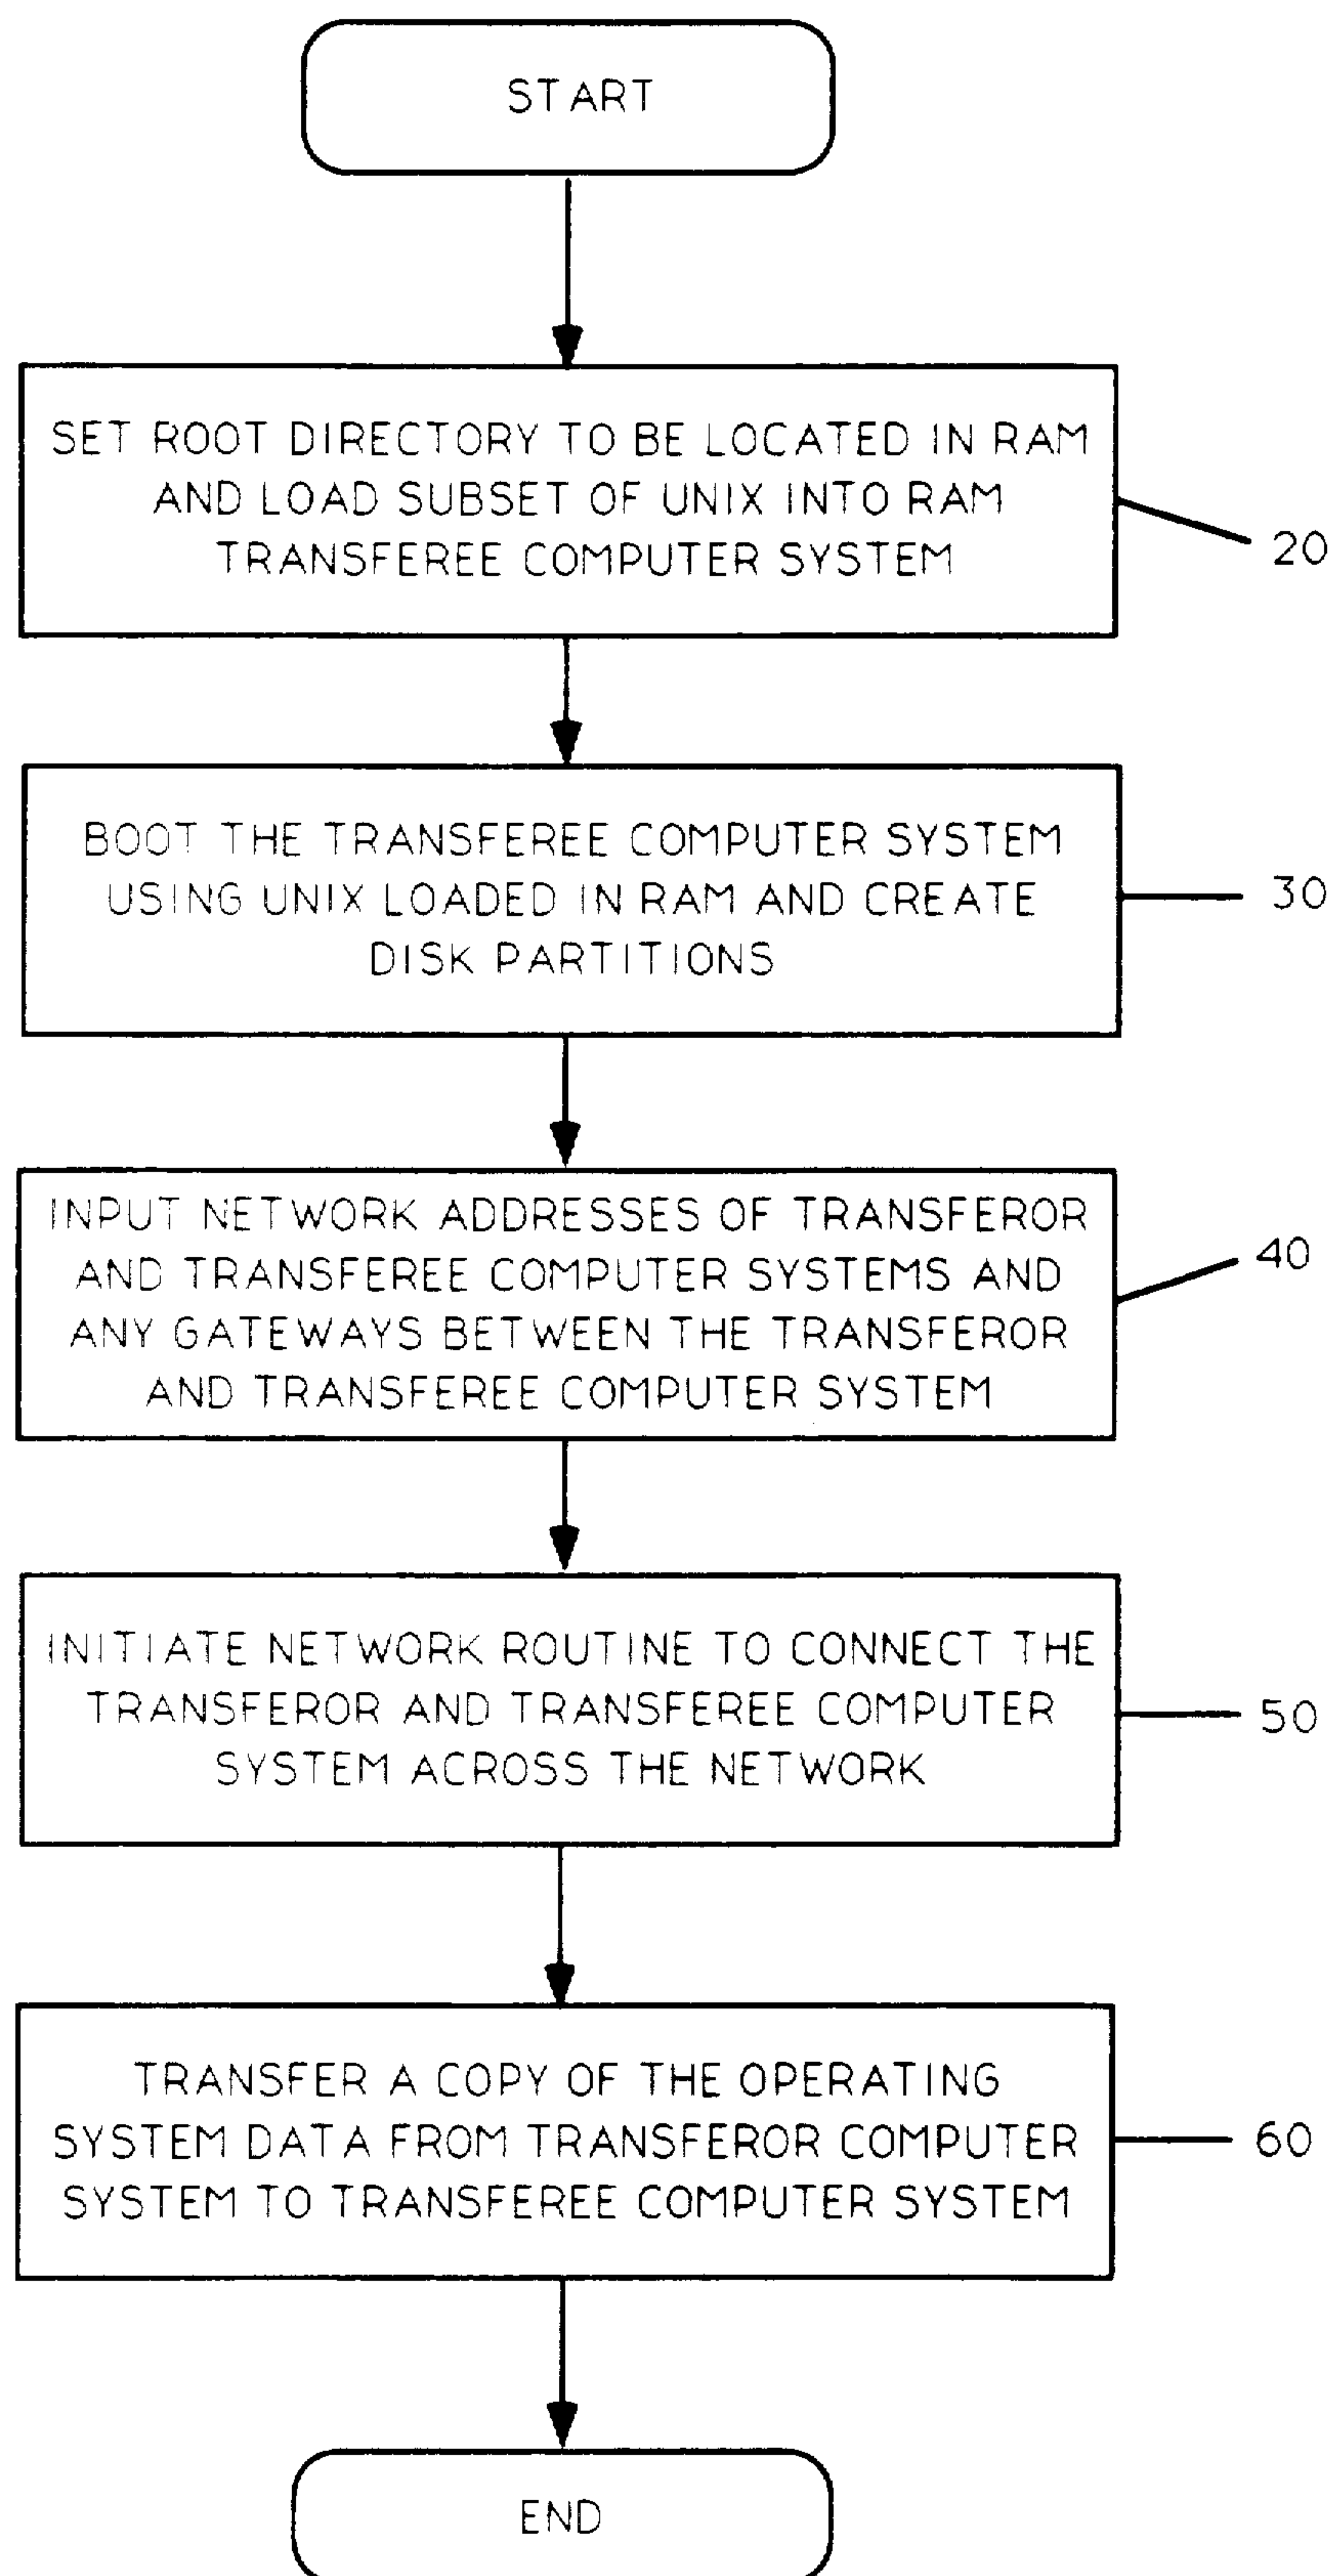 START
SET ROOT DIRECTORY TO BE LOCATED IN RAM
AND LOAD SUBSET OF UNIX INTO RAM
TRANSFEREE COMPUTER SYSTEM
20
BOOT THE TRANSFEREE COMPUTER SYSTEM
USING UNIX LOADED IN RAM AND CREATE
DISK PARTITIONS
30
INPUT NETWORK ADDRESSES OF TRANSFEROR
AND TRANSFEREE COMPUTER SYSTEMS AND
ANY GATEWAYS BETWEEN THE TRANSFEROR
AND TRANSFEREE COMPUTER SYSTEM
40
INITIATE NETWORK ROUTINE TO CONNECT THE
TRANSFEROR AND TRANSFEREE COMPUTER
SYSTEM ACROSS THE NETWORK
50
TRANSFER A COPY OF THE OPERATING
SYSTEM DATA FROM TRANSFEROR COMPUTER
SYSTEM TO TRANSFEREE COMPUTER SYSTEM
60
END